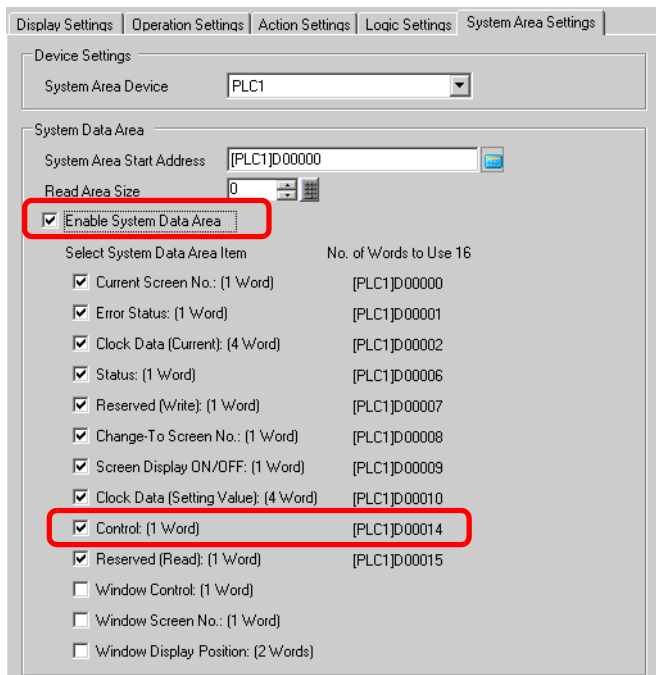 Display Settings Operation Settings Action Settings Logic Settings System Area Settings
Device Settings
System Area Device PLC1
System Data Area
System Area Start Address [PLC1]D00000
Read Area Size 0
Enable System Data Area
Select System Data Area Item No. of Words to Use 16
Current Screen No.: (1 Word) [PLC1]D00000
Error Status: (1 Word) [PLC1]D00001
Clock Data (Current): (4 Word) [PLC1]D00002
Status: (1 Word) [PLC1]D00006
Reserved (Write): (1 Word) [PLC1]D00007
Change-To Screen No.: (1 Word) [PLC1]D00008
Screen Display ON/OFF: (1 Word) [PLC1]D00009
Clock Data (Setting Value): (4 Word) [PLC1]D00010
Control: (1 Word) [PLC1]D00014
Reserved (Read): (1 Word) [PLC1]D00015
Window Control: (1 Word)
Window Screen No.: (1 Word)
Window Display Position: (2 Words)